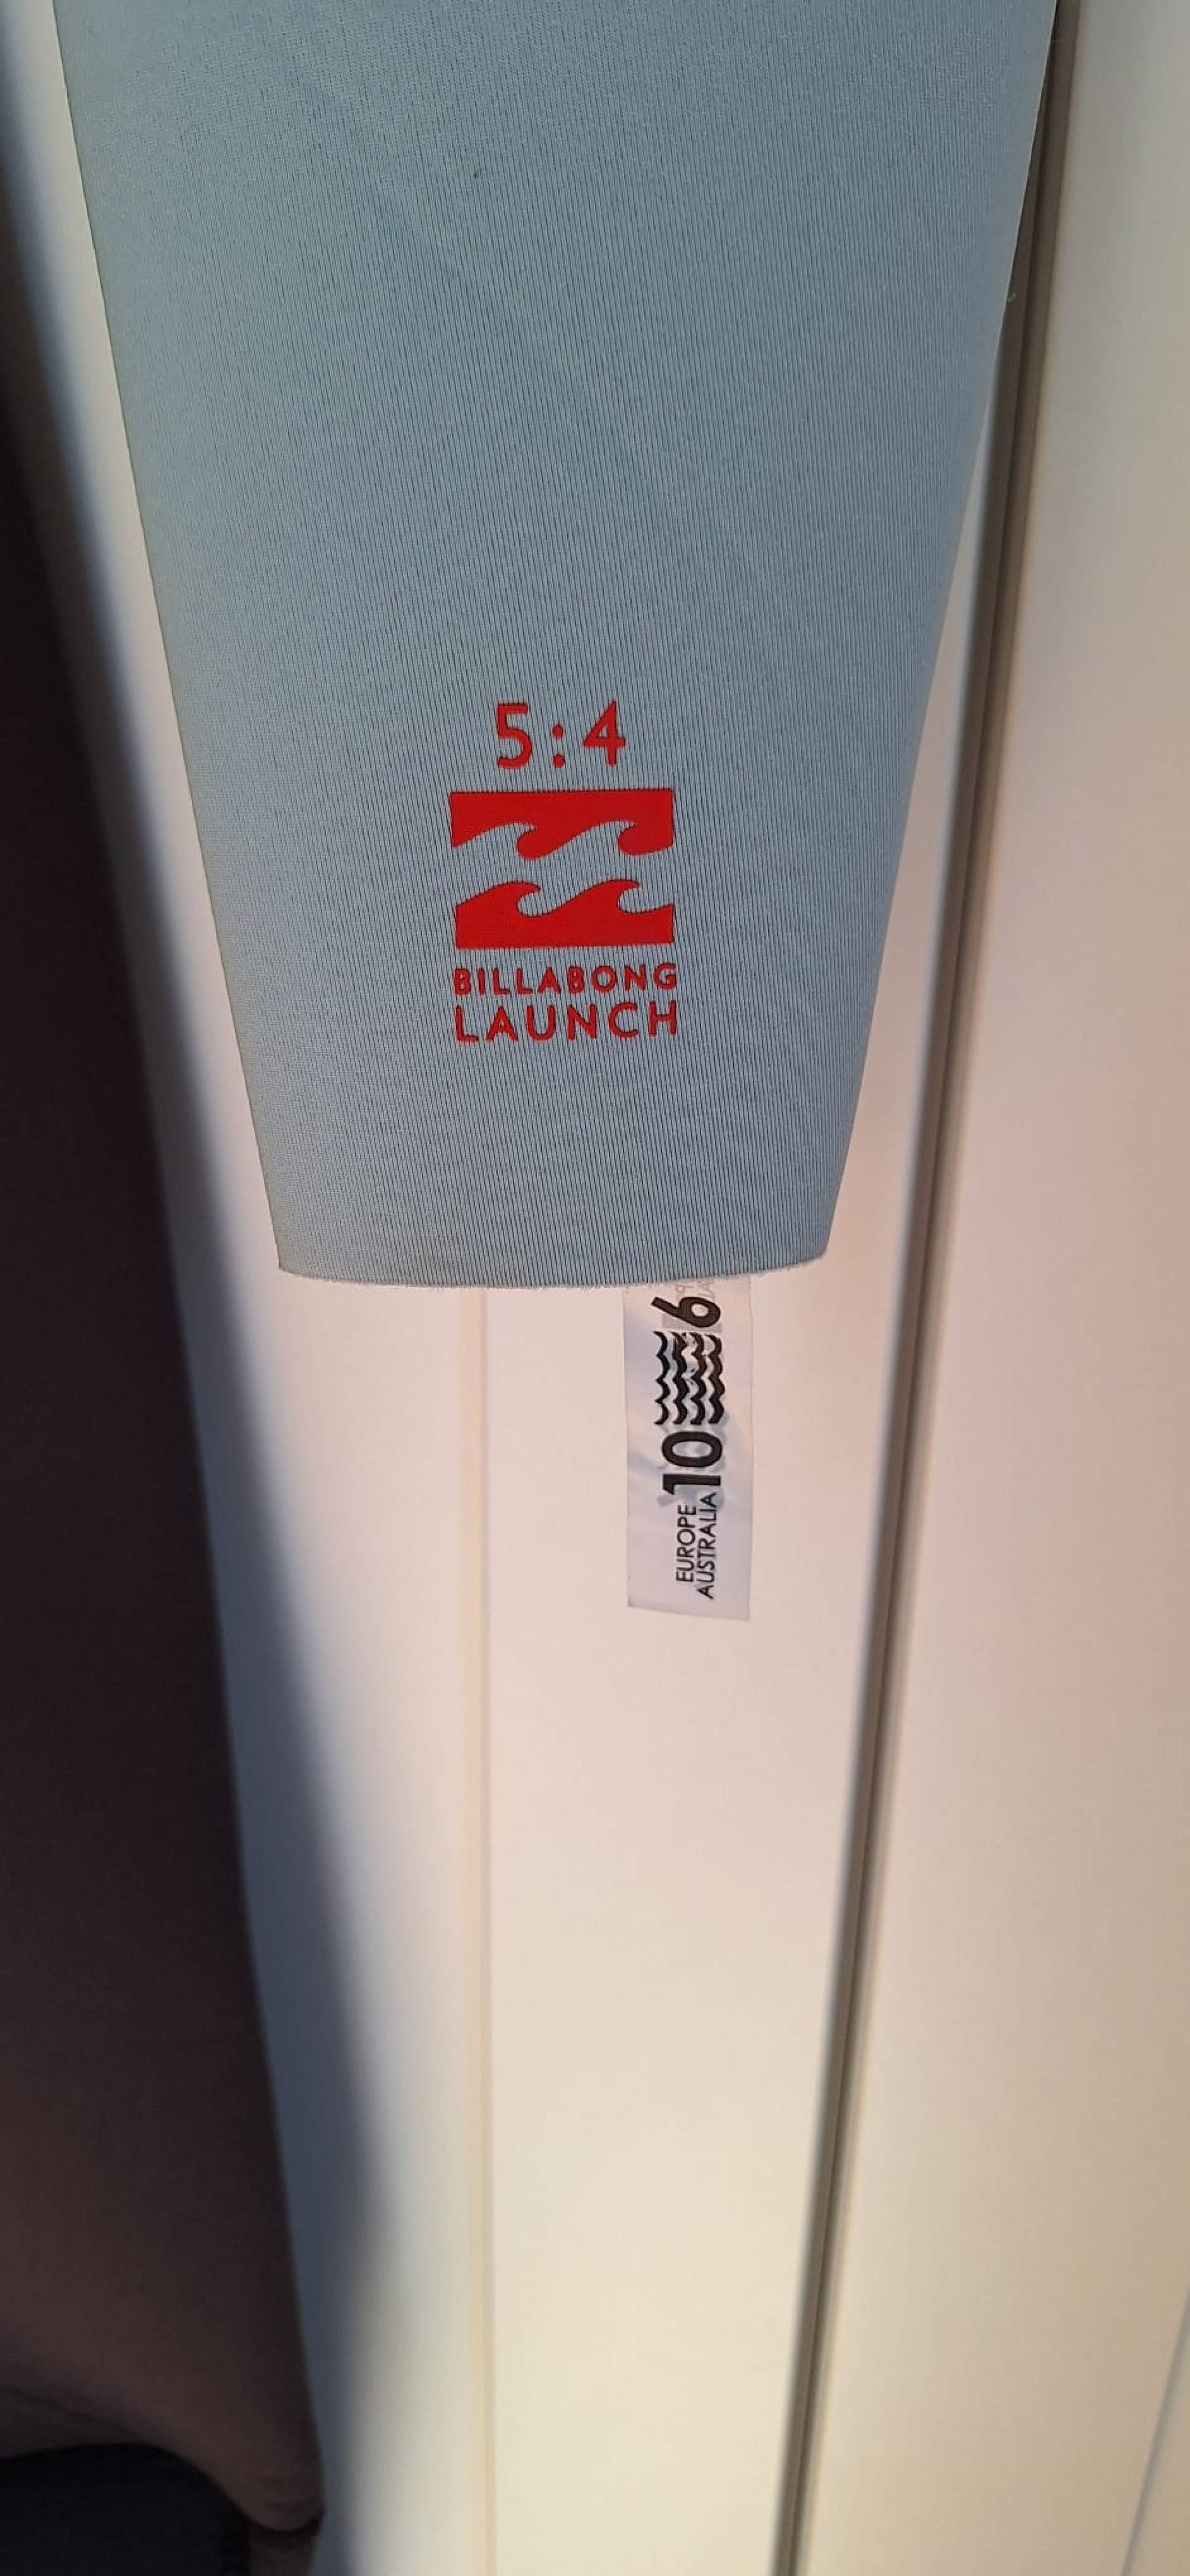 5:4
BILLABONG
LAUNCH
EUROPE
AUSTRALIA
10 6